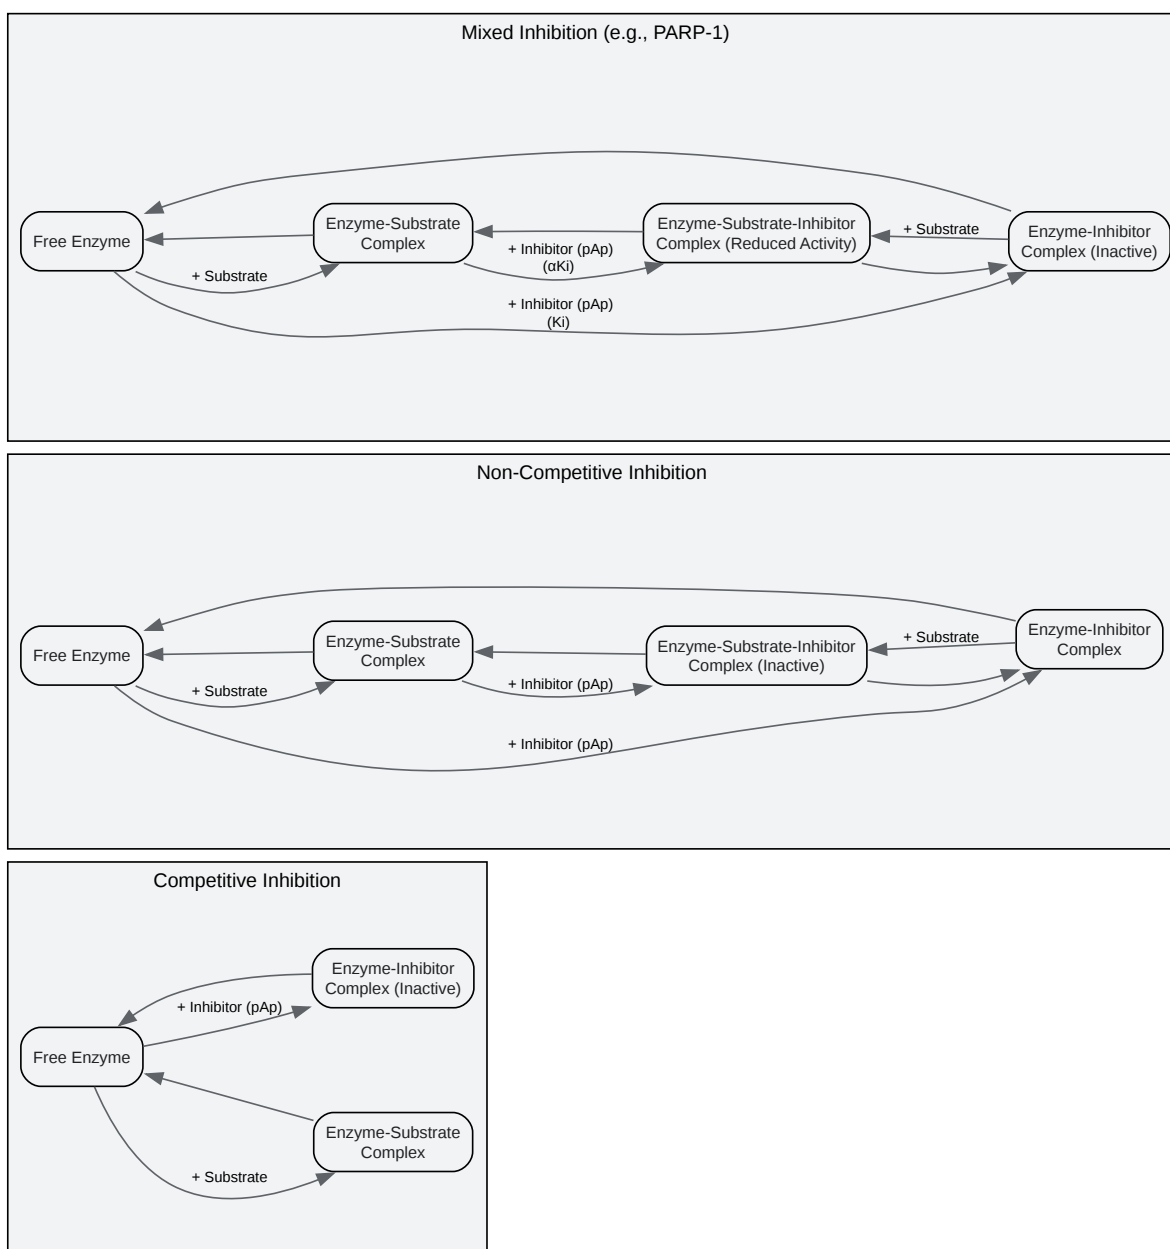 Mixed Inhibition (e.g., PARP-1)
Free Enzyme
+ Substrate
Enzyme-Substrate
Complex
+ Inhibitor (pAp)
(αKi)
+ Inhibitor (pAp)
(Ki)
Enzyme-Substrate-Inhibitor
Complex (Reduced Activity)
+ Substrate
Enzyme-Inhibitor
Complex (Inactive)
Non-Competitive Inhibition
Free Enzyme
+ Substrate
Enzyme-Substrate
Complex
+ Inhibitor (pAp)
+ Inhibitor (pAp)
Enzyme-Substrate-Inhibitor
Complex (Inactive)
+ Substrate
Enzyme-Inhibitor
Complex
Competitive Inhibition
Enzyme-Inhibitor
Complex (Inactive)
+ Inhibitor (pAp)
Free Enzyme
Enzyme-Substrate
Complex
+ Substrate